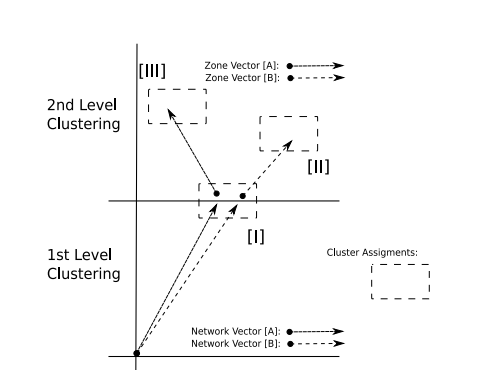 Zone Vector [A]:
[III]
Zone Vector [B]:
2nd Level
Clustering
[II]
[I]
1st Level
Clustering
Cluster Assigments:
Network Vector [A]:
Network Vector [B]: